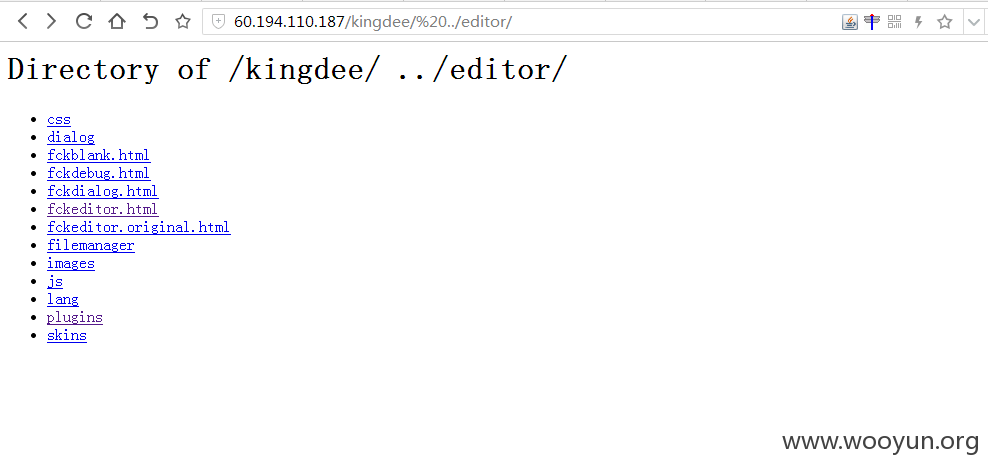 60.194.110.187/kingdee/%20../editor/
Directory of /kingdee/ ../editor/
css
dialog
fckblank.html
fckdebug.html
fckdialog.html
fckeditor.html
fckeditor.original.html
filemanager
images
js
lang
plugins
skins
www.wooyun.org